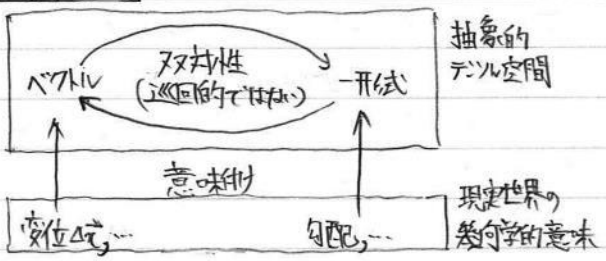 双対性
(巡回的ではない)
ベクトル
一形式
抽象的
テンソル空間
意味付け
変位Δx⃗,…
勾配,…
現実世界の
幾何学的意味